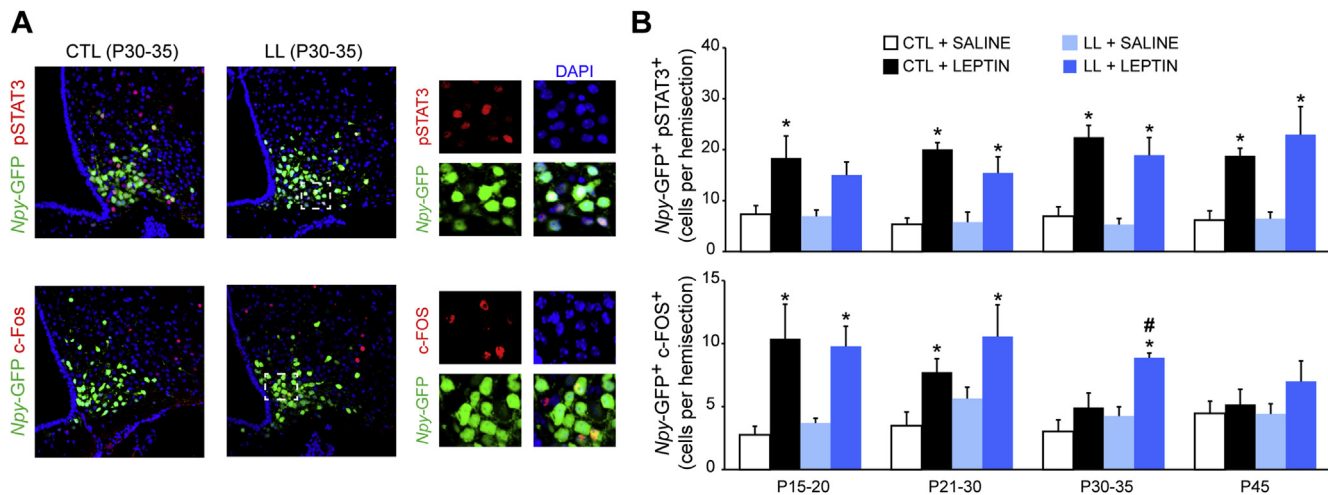 A
CTL (P30-35)
LL (P30-35)
DAPI
Npy-GFP pSTAT3
pSTAT3
Npy-GFP
Npy-GFP c-Fos
c-FOS
Npy-GFP
B
CTL + SALINE
LL + SALINE
CTL + LEPTIN
LL + LEPTIN
Npy-GFP+ pSTAT3+
(cells per hemisection)
40
30
20
10
0
* * * * * * *
Npy-GFP+ c-FOS+
(cells per hemisection)
15
10
5
0
* * * * # *
P15-20
P21-30
P30-35
P45